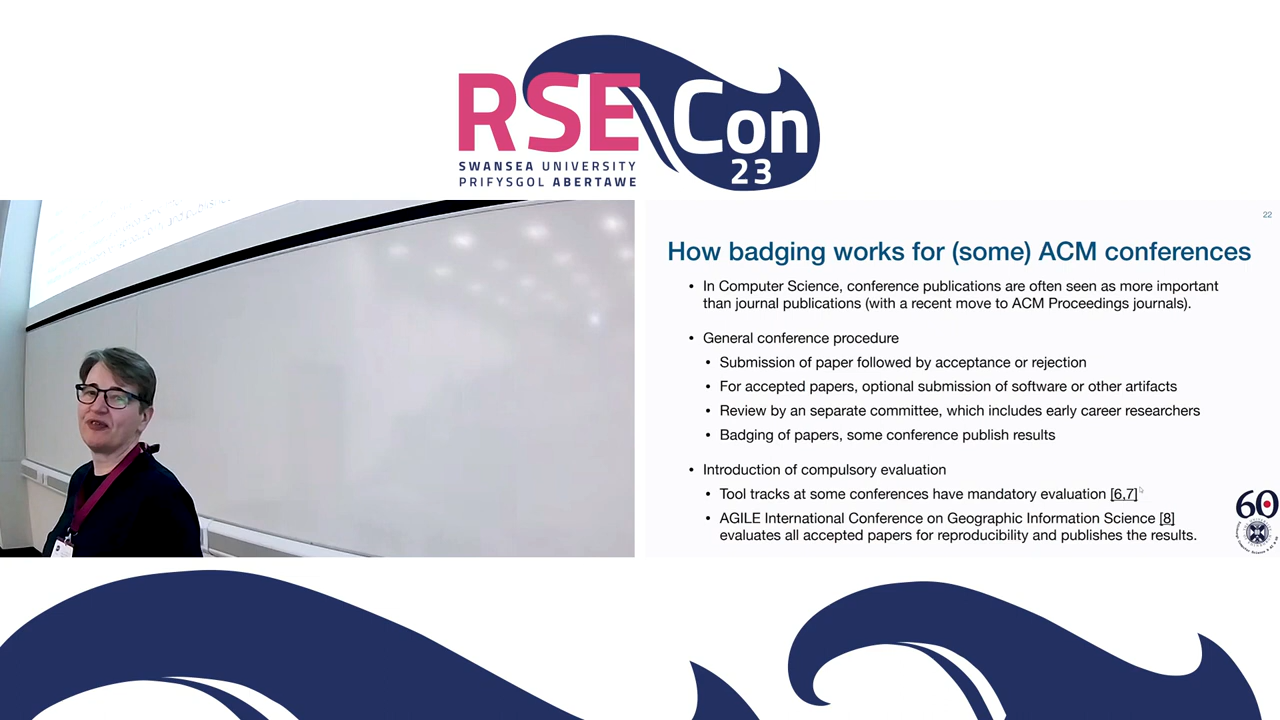 RSE Con
23
SWANSEA UNIVERSITY
PRIFYSGOL ABERTAWE
22
How badging works for (some) ACM conferences
• In Computer Science, conference publications are often seen as more important
than journal publications (with a recent move to ACM Proceedings journals).
• General conference procedure
• Submission of paper followed by acceptance or rejection
• For accepted papers, optional submission of software or other artifacts
• Review by an separate committee, which includes early career researchers
• Badging of papers, some conference publish results
• Introduction of compulsory evaluation
• Tool tracks at some conferences have mandatory evaluation [6,7]
• AGILE International Conference on Geographic Information Science [8]
evaluates all accepted papers for reproducibility and publishes the results.
60